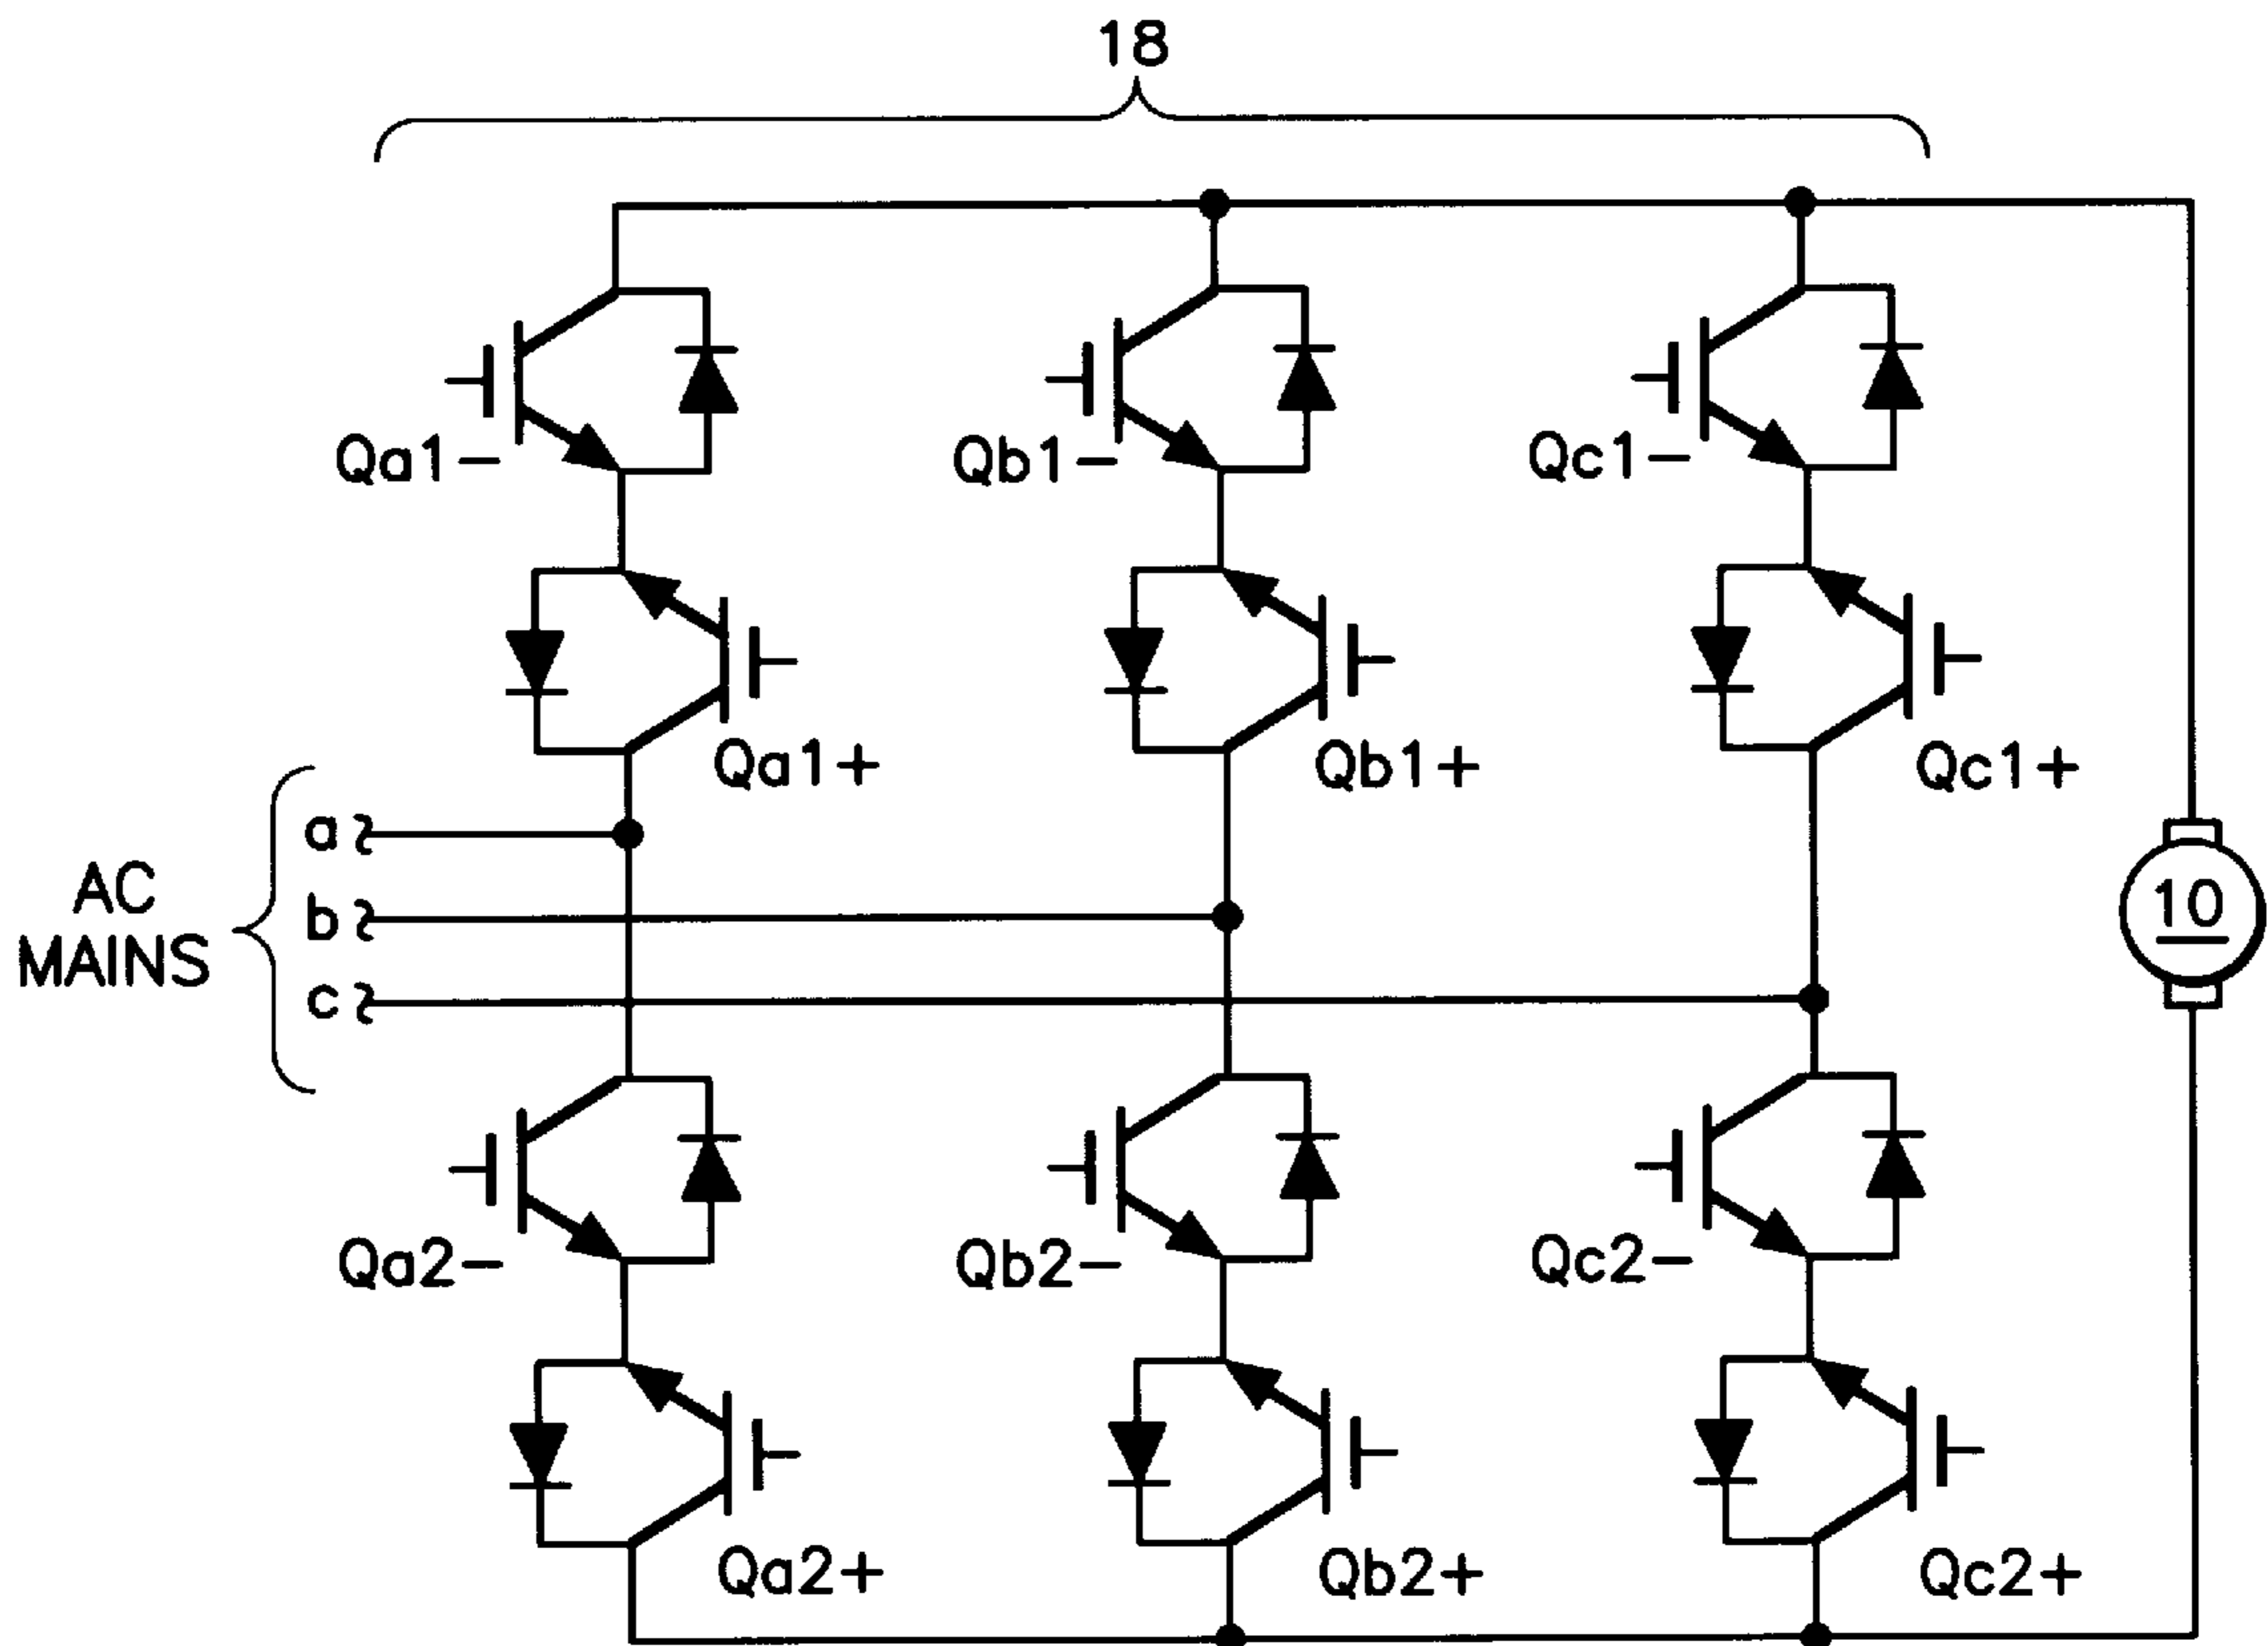 18
Qa1-
Qb1-
Qc1-
Qa1+
Qb1+
Qc1+
AC
MAINS
a
b
c
10
Qa2-
Qb2-
Qc2-
Qa2+
Qb2+
Qc2+